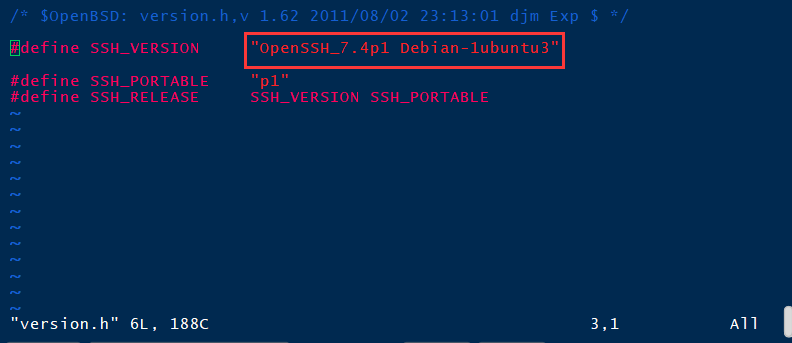 /* $OpenBSD: version.h,v 1.62 2011/08/02 23:13:01 djm Exp $ */
#define SSH_VERSION "OpenSSH_7.4p1 Debian-1ubuntu3"
#define SSH_PORTABLE "p1"
#define SSH_RELEASE SSH_VERSION SSH_PORTABLE
~
~
~
~
~
~
~
~
~
~
~
~
~
"version.h" 6L, 188C 3,1 All